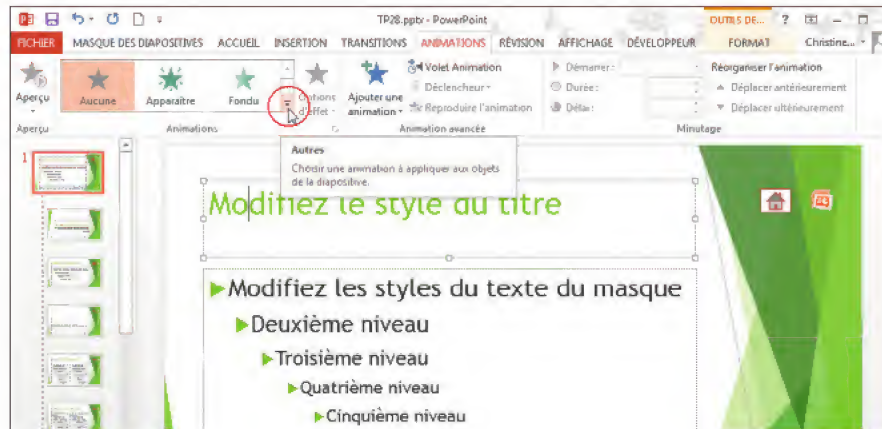 TP28.pptx - PowerPoint
OUTILS DE... ?
FICHIER MASQUE DES DIAPOSITIVES ACCUEIL INSERTION TRANSITIONS ANIMATIONS RÉVISION AFFICHAGE DÉVELOPPEUR FORMAT Christine...
Volet Animation Démarrer : Réorganiser l'animation
Déclencheur Durée : Déplacer antérieurement
Aperçu Aucune Apparaître Fondu Options d'effet Ajouter une animation Reproduire l'animation Délai : Déplacer ultérieurement
Aperçu Animations Animation avancée Minutage
Autres
Choisir une animation à appliquer aux objets
de la diapositive.
1
Modifiez le style du titre
Modifiez les styles du texte du masque
Deuxième niveau
Troisième niveau
Quatrième niveau
Cinquième niveau